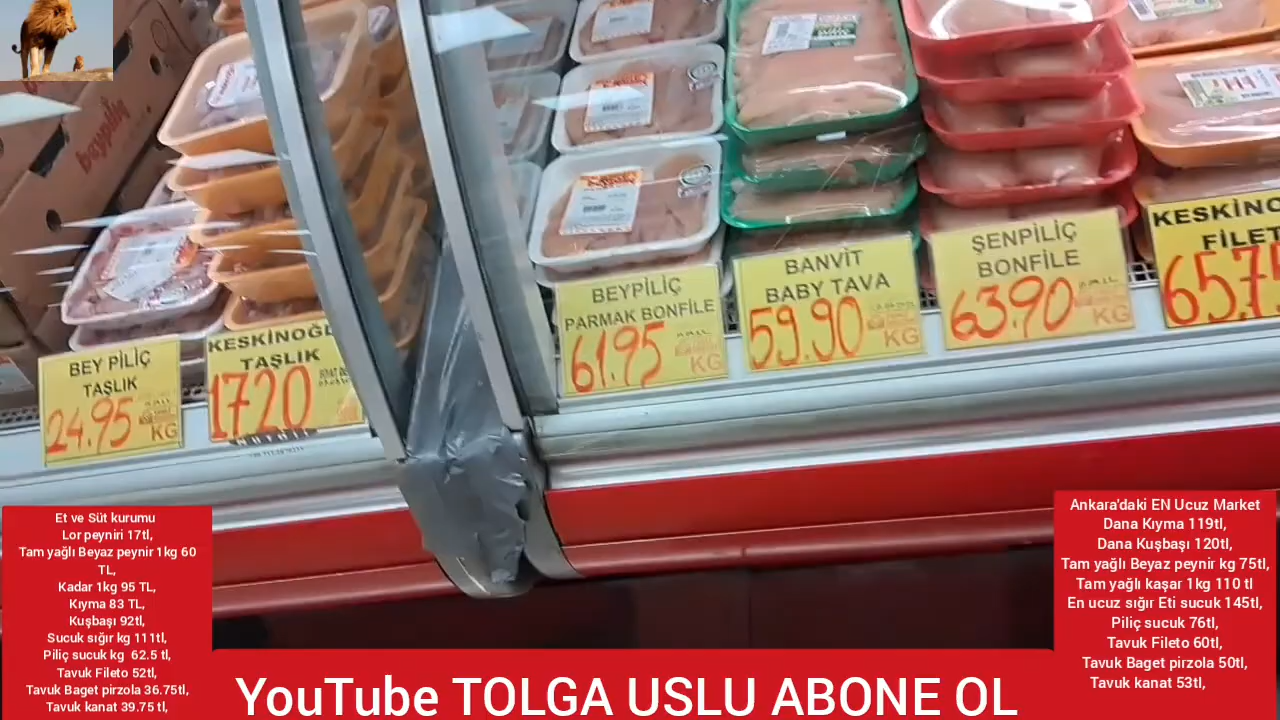 beypiliç
BEY PİLİÇ
TAŞLIK
24.95
KG
KESKİNOĞL
TAŞLIK
17.20
BEYPİLİÇ
PARMAK BONFİLE
61.95
KG
BANVİT
BABY TAVA
59.90
KG
ŞENPİLİÇ
BONFİLE
63.90
KG
KESKİNO
FİLET
65.75
Et ve Süt kurumu
Lor peyniri 17tl,
Tam yağlı Beyaz peynir 1kg 60
TL,
Kadar 1kg 95 TL,
Kıyma 83 TL,
Kuşbaşı 92tl,
Sucuk sığır kg 111tl,
Piliç sucuk kg 62.5 tl,
Tavuk Fileto 52tl,
Tavuk Baget pirzola 36.75tl,
Tavuk kanat 39.75 tl,
Ankara'daki EN Ucuz Market
Dana Kıyma 119tl,
Dana Kuşbaşı 120tl,
Tam yağlı Beyaz peynir kg 75tl,
Tam yağlı kaşar 1kg 110 tl
En ucuz sığır Eti sucuk 145tl,
Piliç sucuk 76tl,
Tavuk Fileto 60tl,
Tavuk Baget pirzola 50tl,
Tavuk kanat 53tl,
YouTube TOLGA USLU ABONE OL